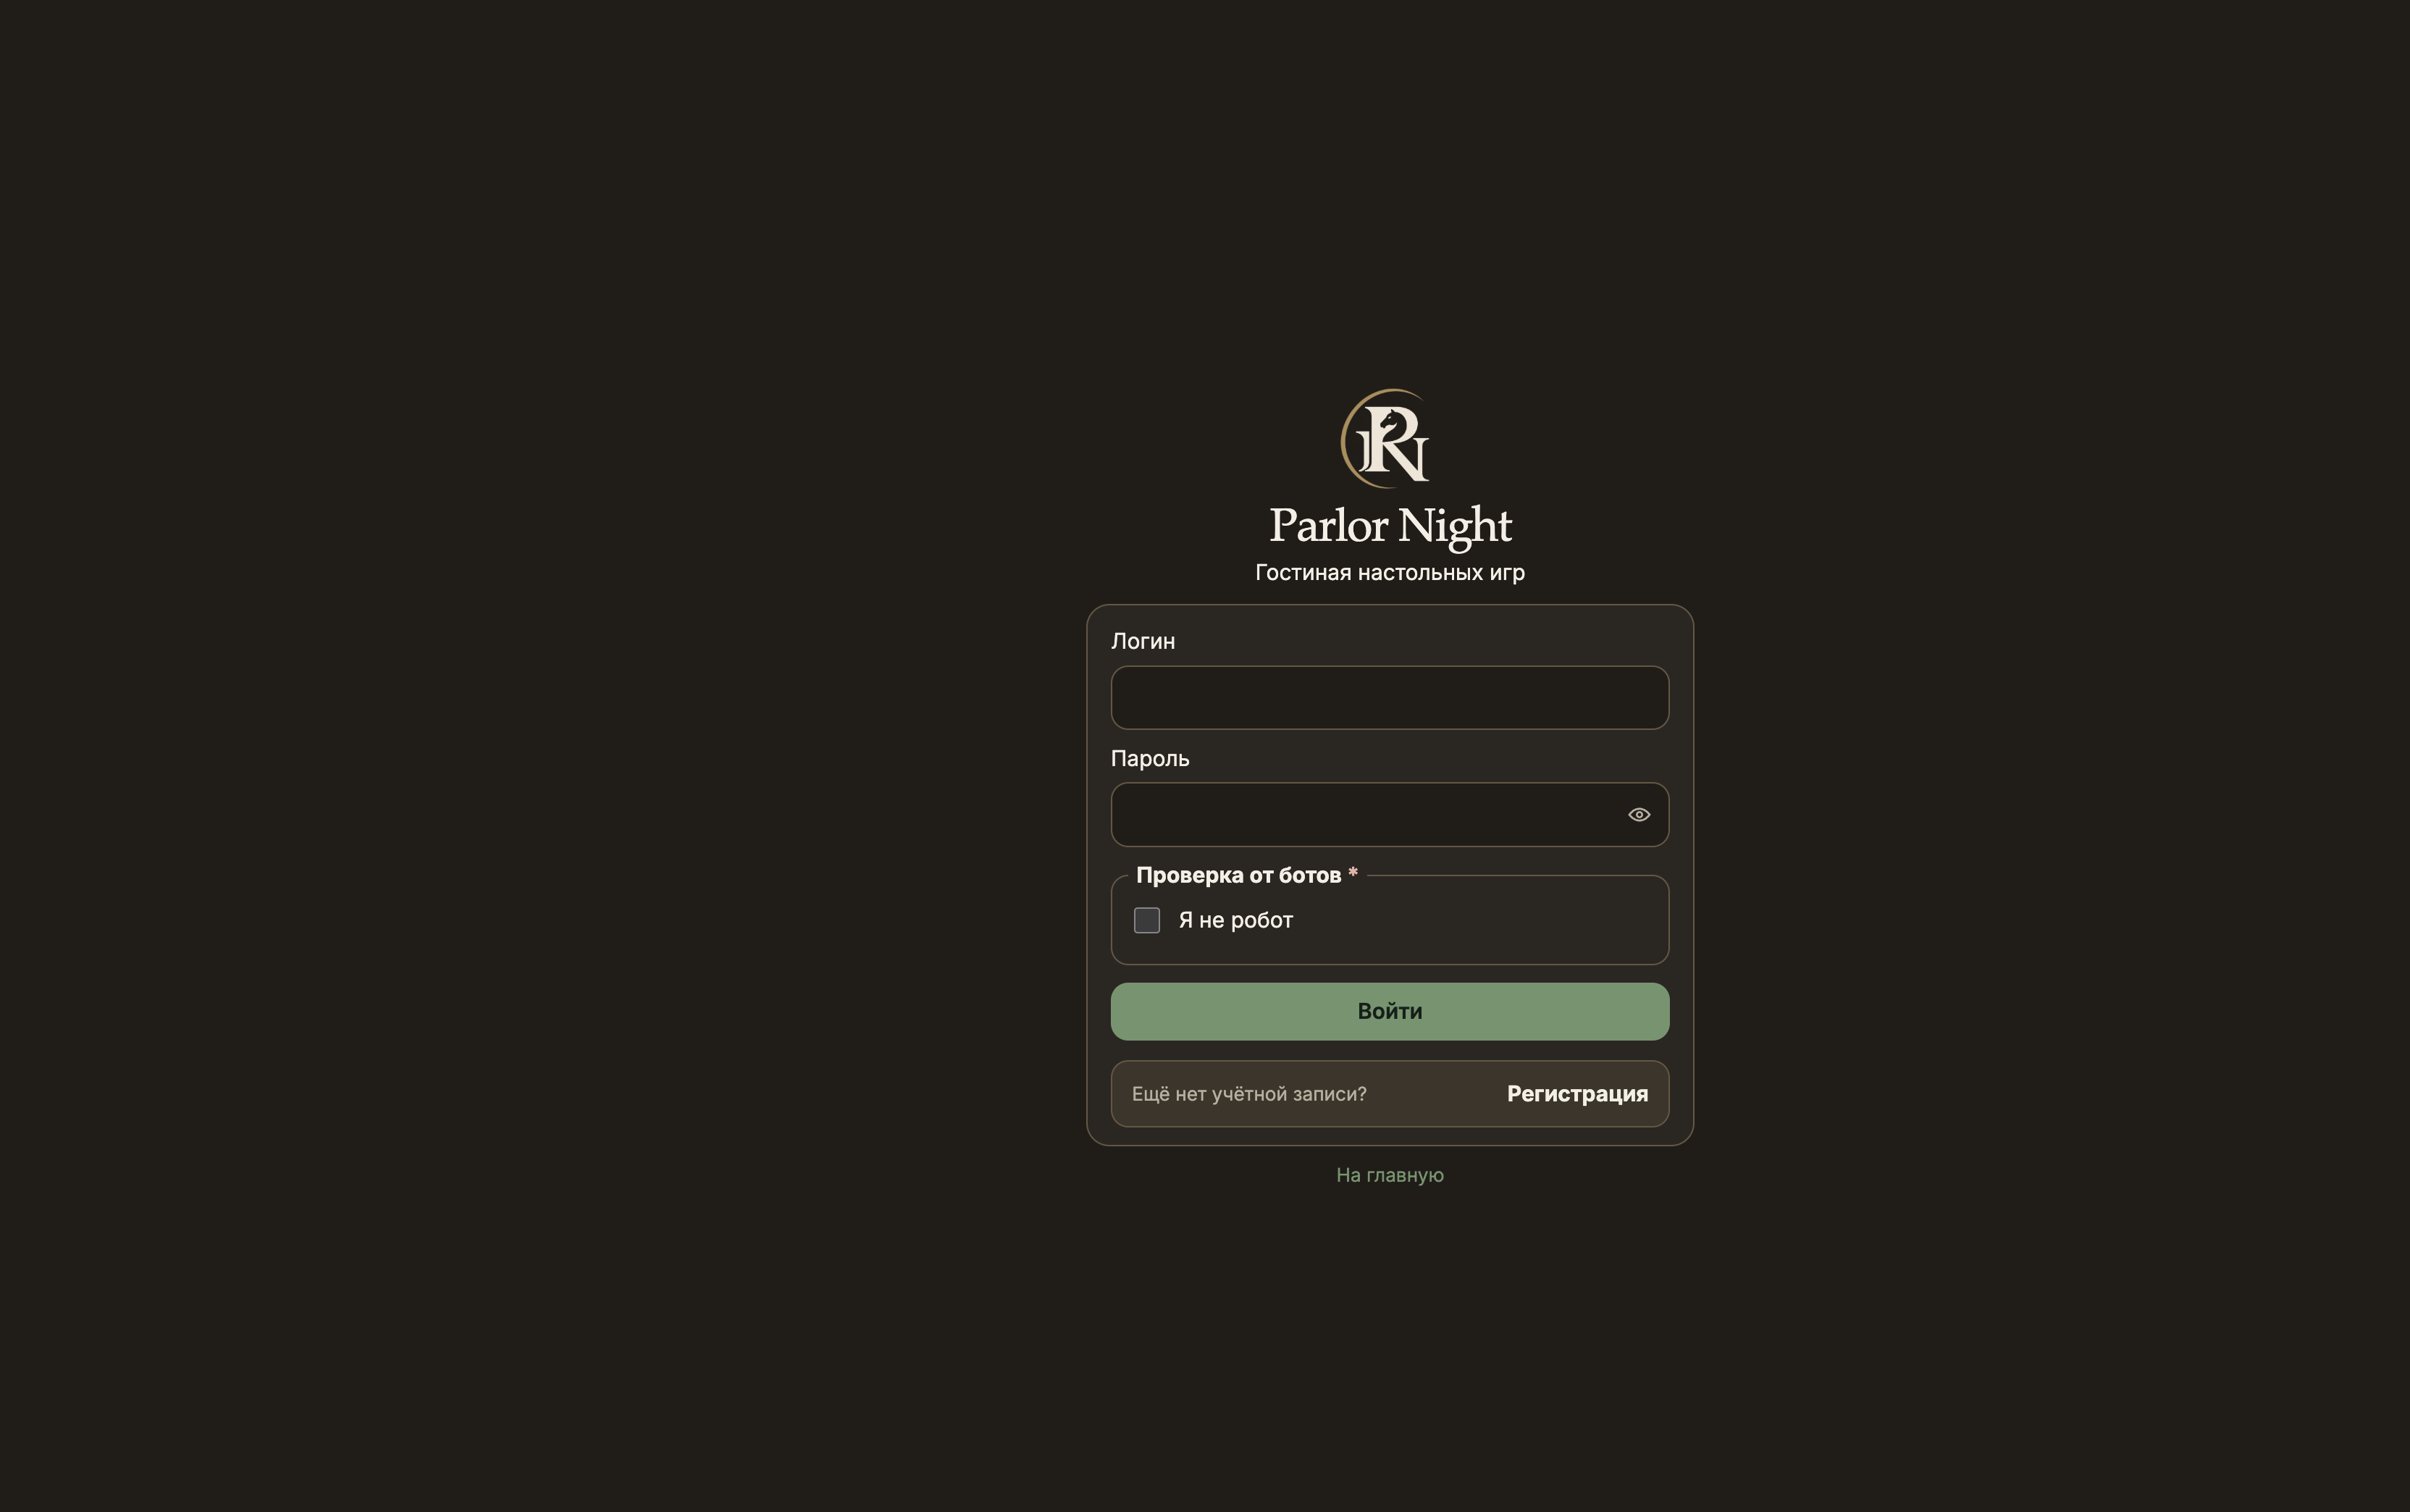 PN
Parlor Night
Гостиная настольных игр
Логин
Пароль
Проверка от ботов *
Я не робот
Войти
Ещё нет учётной записи? Регистрация
На главную